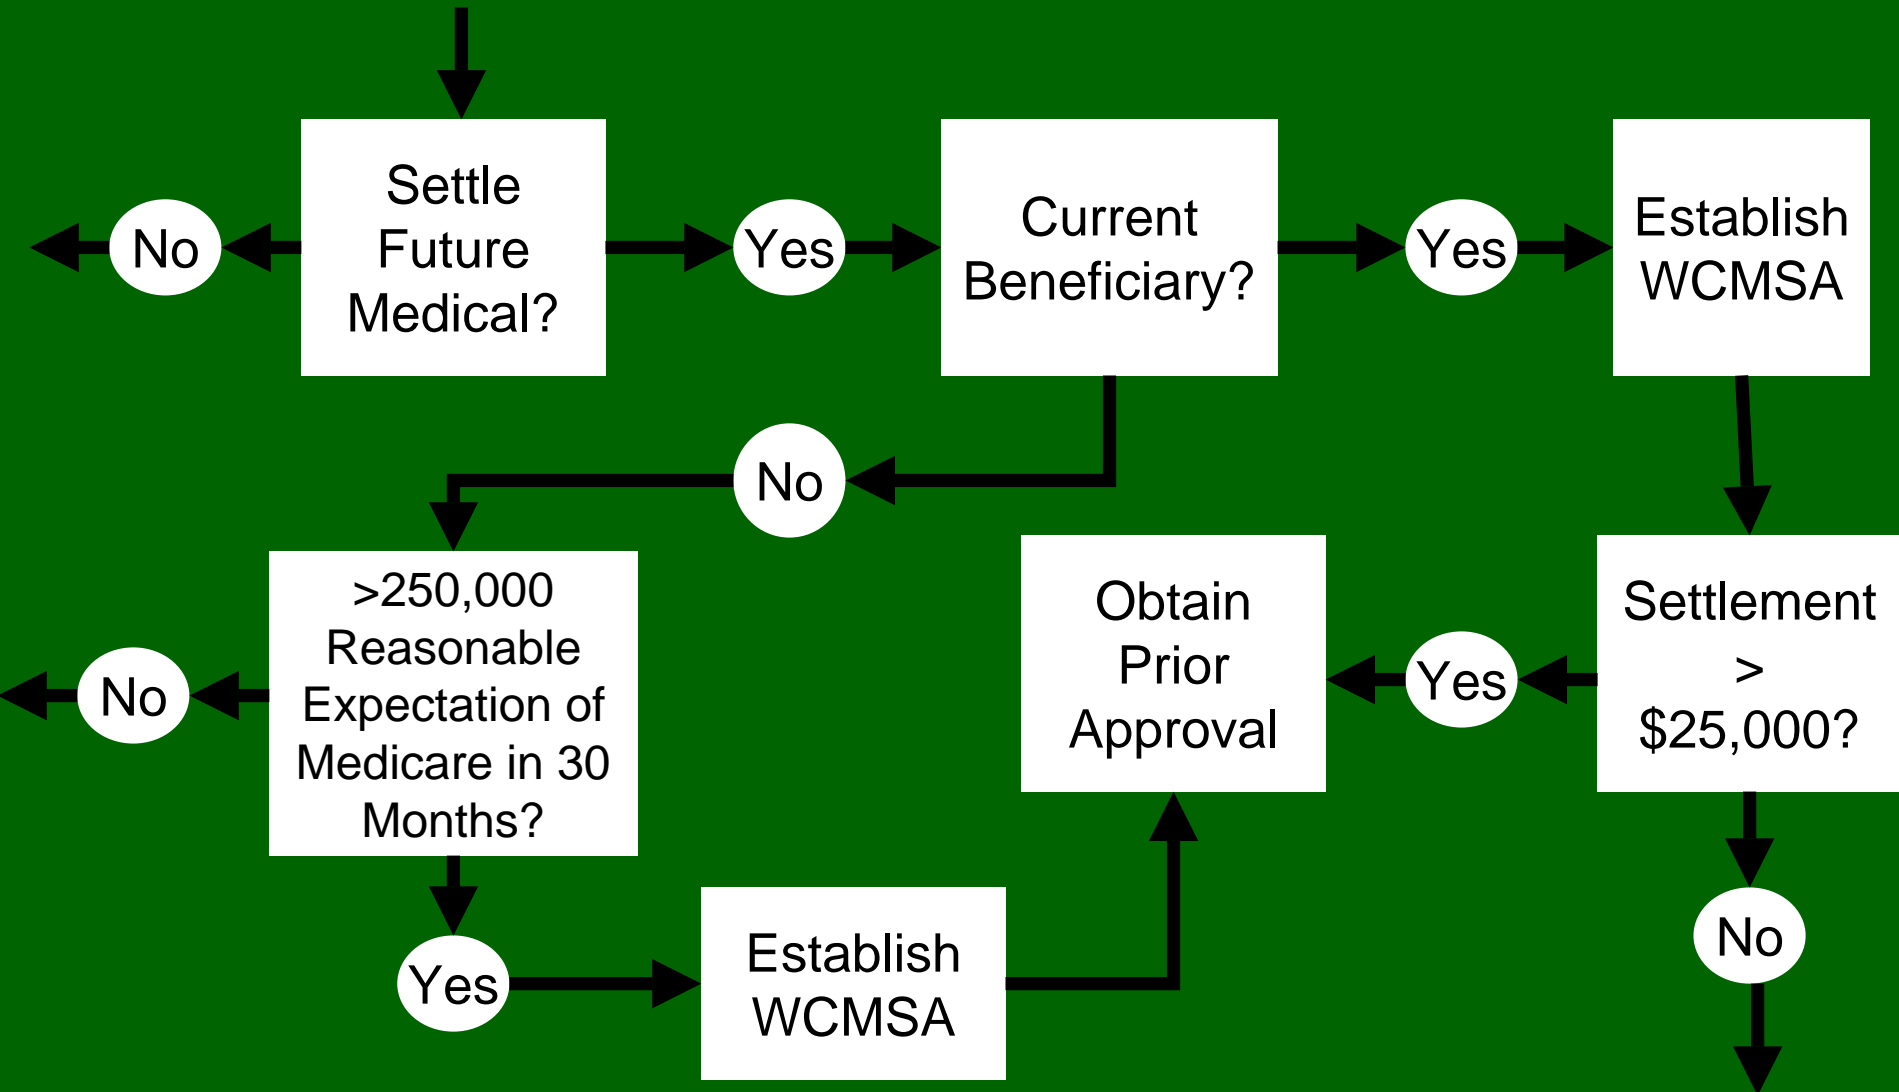 No
Settle
Future
Medical?
Yes
Current
Beneficiary?
Yes
Establish
WCMSA
No
>250,000
Reasonable
Expectation of
Medicare in 30
Months?
No
Obtain
Prior
Approval
Yes
Settlement
>
$25,000?
Yes
Establish
WCMSA
No